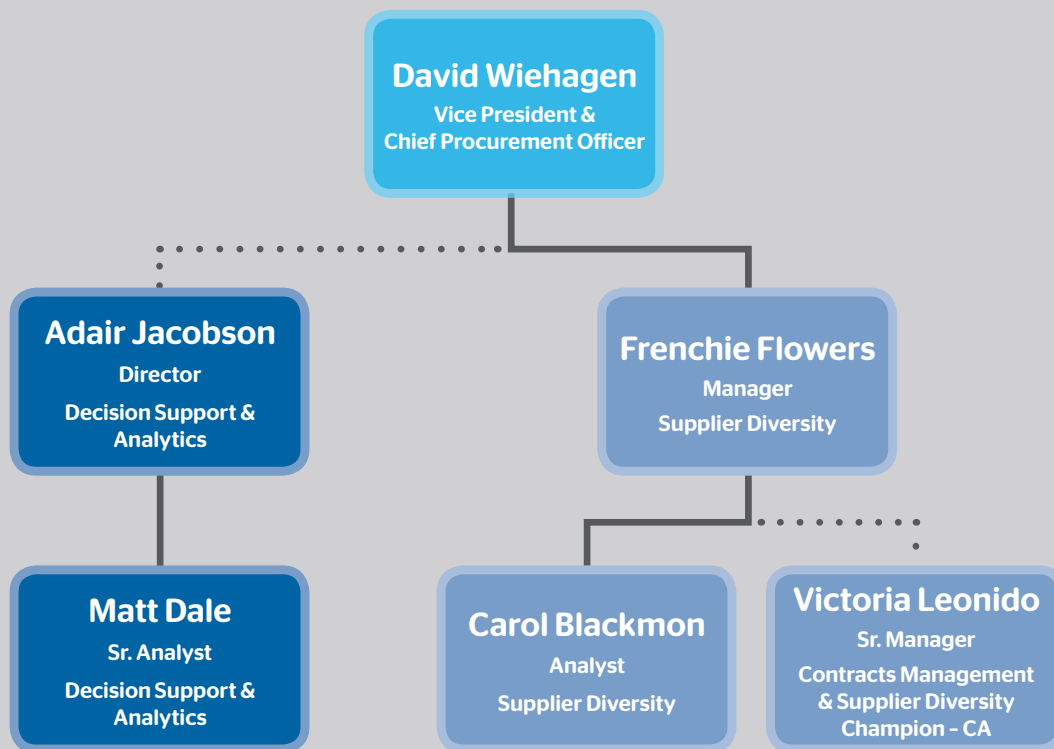 David Wiehagen
Vice President &
Chief Procurement Officer
Adair Jacobson
Director
Decision Support &
Analytics
Frenchie Flowers
Manager
Supplier Diversity
Matt Dale
Sr. Analyst
Decision Support &
Analytics
Carol Blackmon
Analyst
Supplier Diversity
Victoria Leonido
Sr. Manager
Contracts Management
& Supplier Diversity
Champion – CA